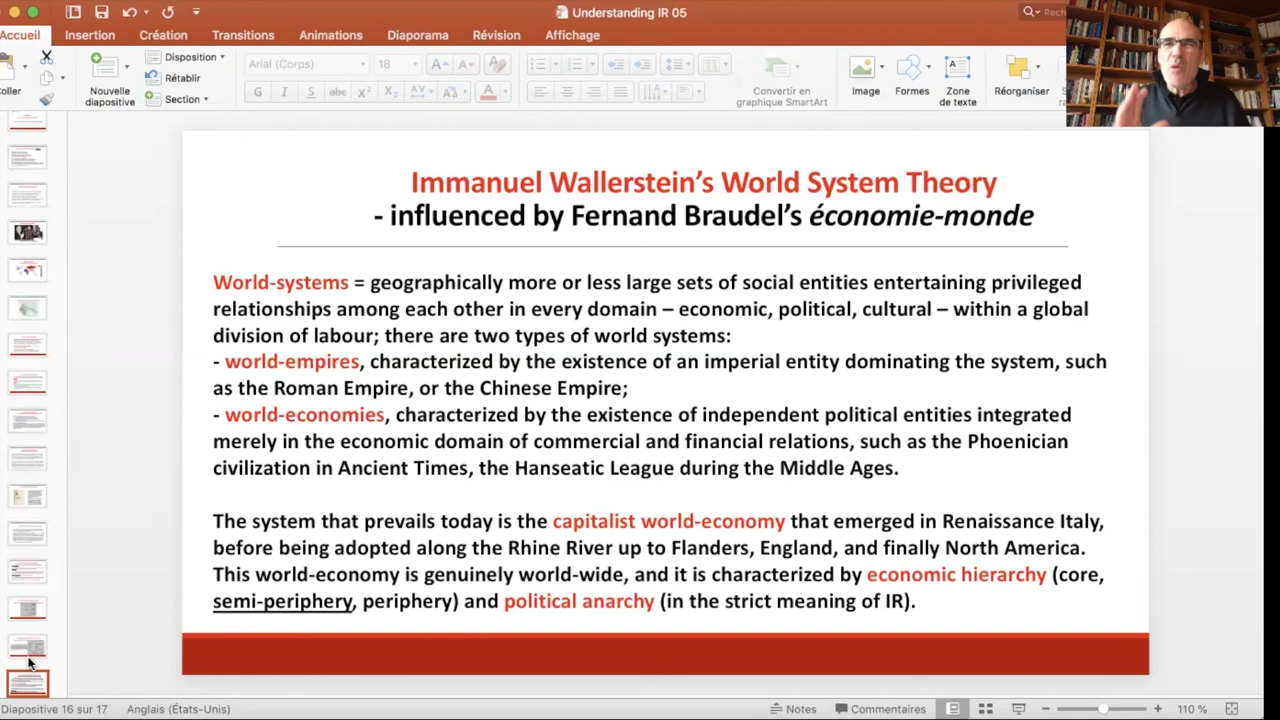 Understanding IR 05
Rech
Accueil Insertion Création Transitions Animations Diaporama Révision Affichage
Coller
Nouvelle diapositive
Disposition
Rétablir
Section
Arial (Corps) 18
G I S abc X² X₂ AV Aa A
Convertir en graphique SmartArt
Image
Formes
Zone de texte
Réorganiser
Immanuel Wallerstein’s World System Theory
- influenced by Fernand Braudel’s économie-monde
World-systems = geographically more or less large sets of social entities entertaining privileged
relationships among each other in every domain – economic, political, cultural – within a global
division of labour; there are two types of world systems:
- world-empires, characterized by the existence of an imperial entity dominating the system, such
as the Roman Empire, or the Chinese Empire;
- world-economies, characterized by the existence of independent political entities integrated
merely in the economic domain of commercial and financial relations, such as the Phoenician
civilization in Ancient Times, the Hanseatic League during the Middle Ages.
The system that prevails today is the capitalist world-economy that emerged in Renaissance Italy,
before being adopted along the Rhine River up to Flanders, England, and finally North America.
This world-economy is genuinely world-wide, and it is characterized by economic hierarchy (core,
semi-periphery, periphery) and political anarchy (in the strict meaning of IR).
Diapositive 16 sur 17 Anglais (États-Unis) Notes Commentaires 110 %